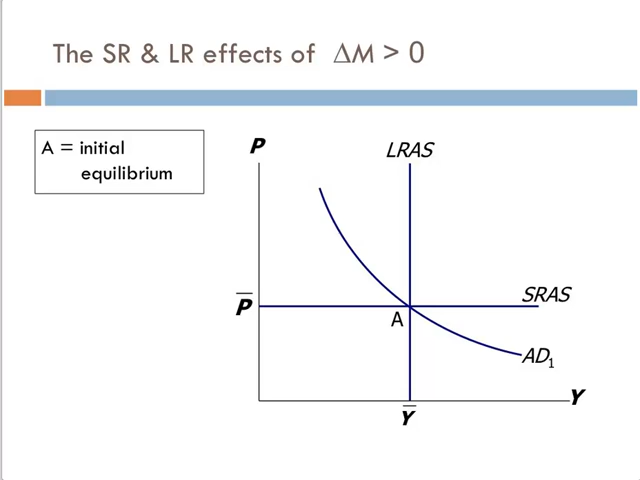 The SR & LR effects of ΔM > 0
A = initial
equilibrium
P
LRAS
P̅
SRAS
A
AD₁
Y
Y̅